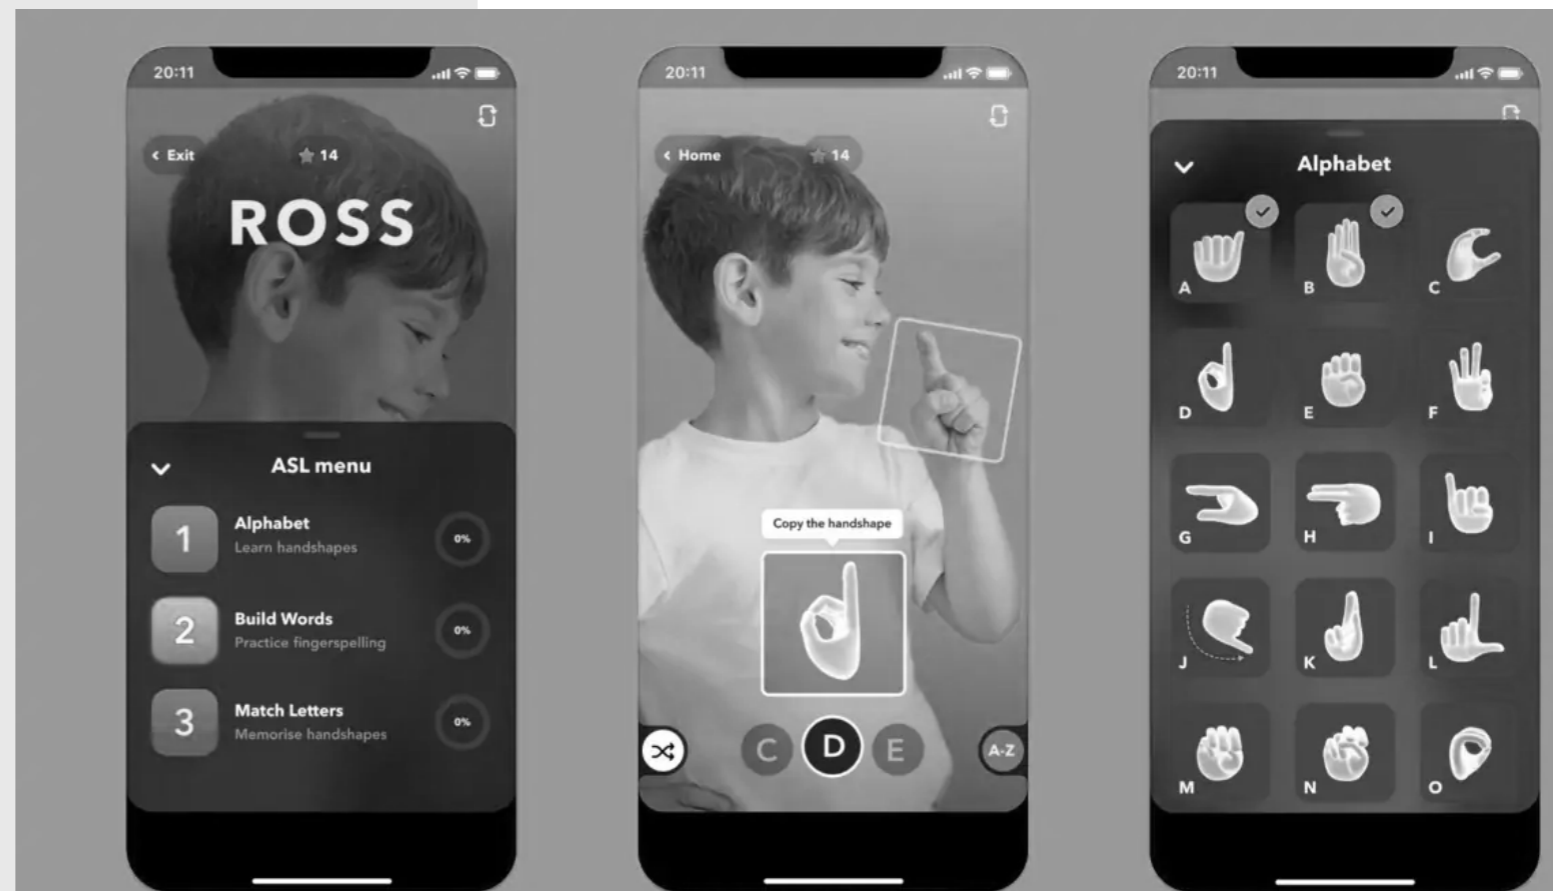 20:11
< Exit
14
ROSS
ASL menu
1
Alphabet
Learn handshapes
0%
2
Build Words
Practice fingerspelling
0%
3
Match Letters
Memorise handshapes
0%
20:11
< Home
14
Copy the handshape
C D E
A-Z
20:11
Alphabet
A B C
D E F
G H I
J K L
M N O